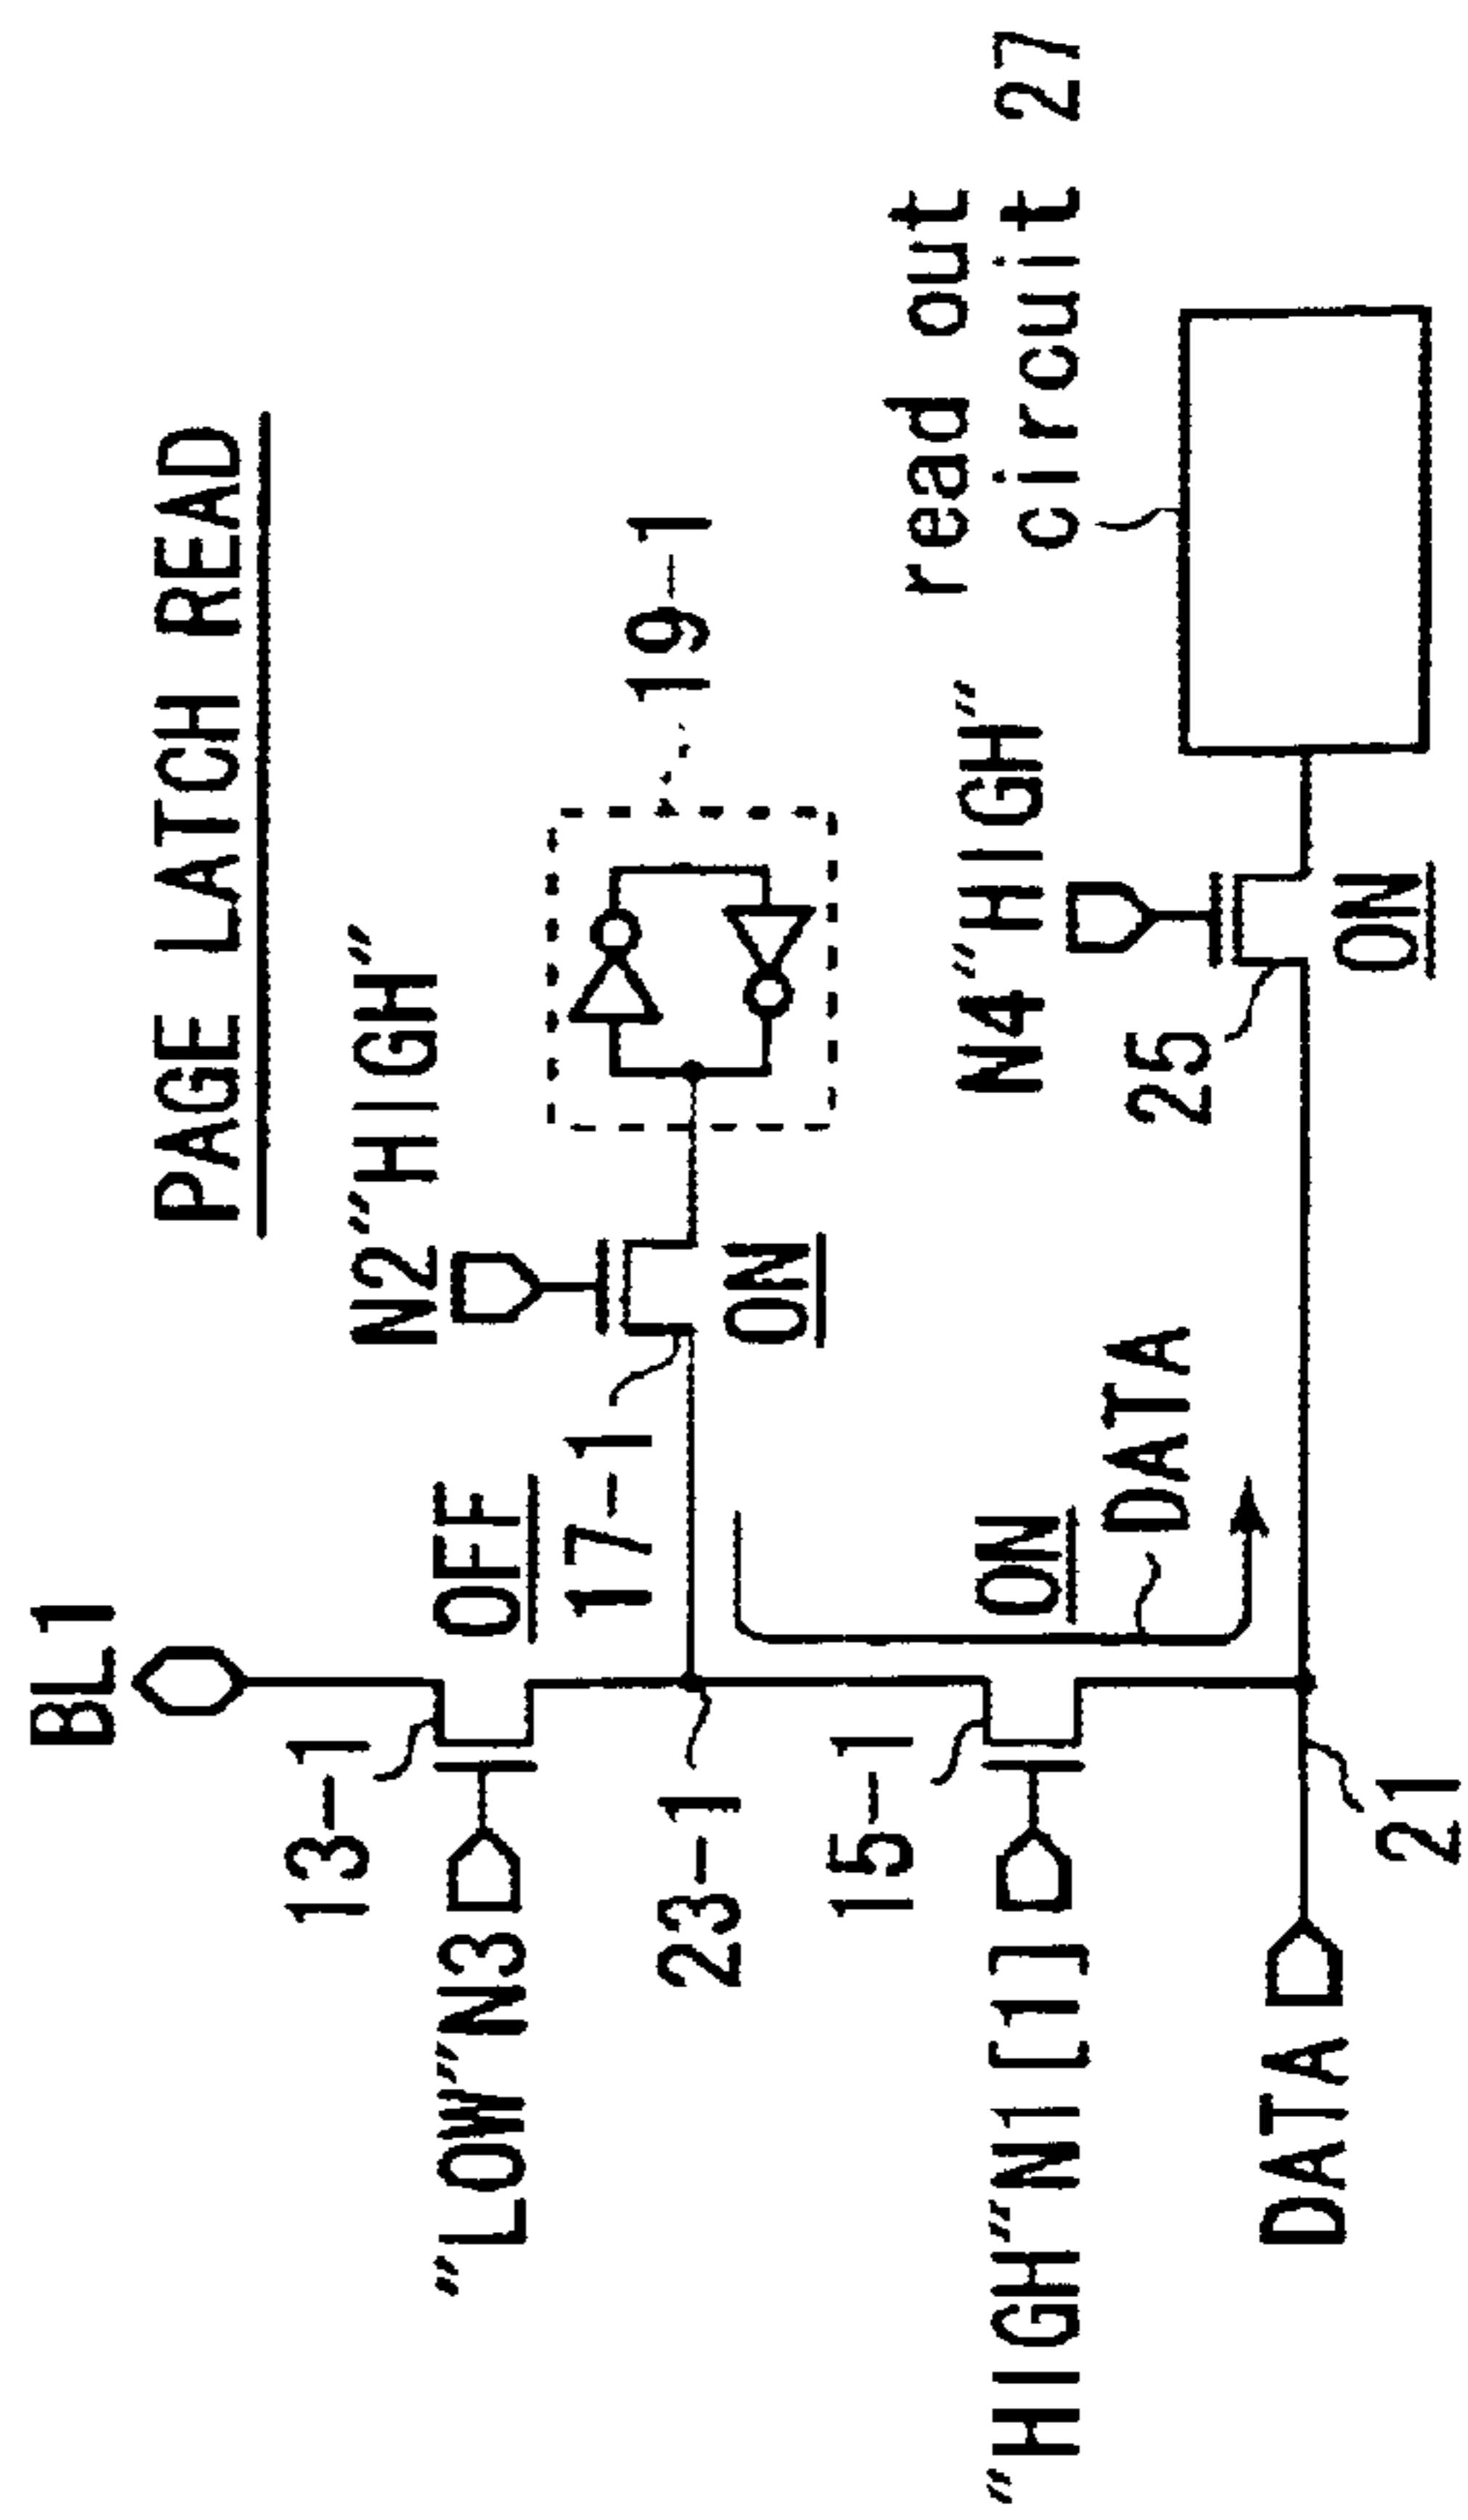 BL1
PAGE LATCH READ
13-1
N2"HIGH"
"LOW"N3
OFF
17-1
19-1
23-1
ON
15-1
read out
circuit 27
N4"HIGH"
"HIGH"N1[1]
ON
DATA
25
DATA
ON
21